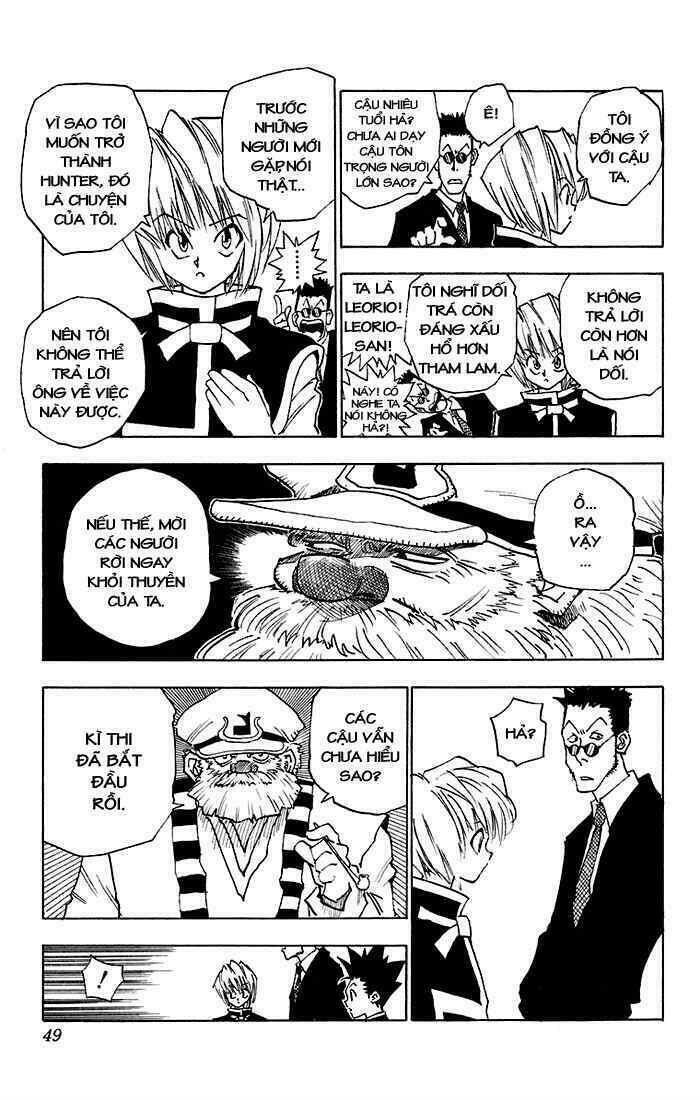 TÔI
ĐỒNG Ý
VỚI CẬU
TA.
Ê!
CẬU NHIÊU
TUỔI HẢ?
CHƯA AI DẠY
CẬU TÔN
TRỌNG NGƯỜI
LỚN SAO?
KHÔNG
TRẢ LỜI
CÒN HƠN
LÀ NÓI
DỐI.
TÔI NGHĨ DỐI
TRÁ CÒN
ĐÁNG XẤU
HỔ HƠN
THAM LAM.
TA LÀ
LEORIO!
LEORIO-
SAN!
NÀY! CÓ
NGHE TA
NÓI KHÔNG
HẢ?!
TRƯỚC
NHỮNG
NGƯỜI MỚI
GẶP, NÓI
THẬT...
VÌ SAO TÔI
MUỐN TRỞ
THÀNH
HUNTER, ĐÓ
LÀ CHUYỆN
CỦA TÔI.
NÊN TÔI
KHÔNG THỂ
TRẢ LỜI
ÔNG VỀ VIỆC
NÀY ĐƯỢC.
Ồ...
RA
VẬY
...
NẾU THẾ, MỜI
CÁC NGƯỜI
RỜI NGAY
KHỎI THUYỀN
CỦA TA.
HẢ?
CÁC
CẬU VẪN
CHƯA HIỂU
SAO?
KÌ THI
ĐÃ BẮT
ĐẦU
RỒI.
!
49